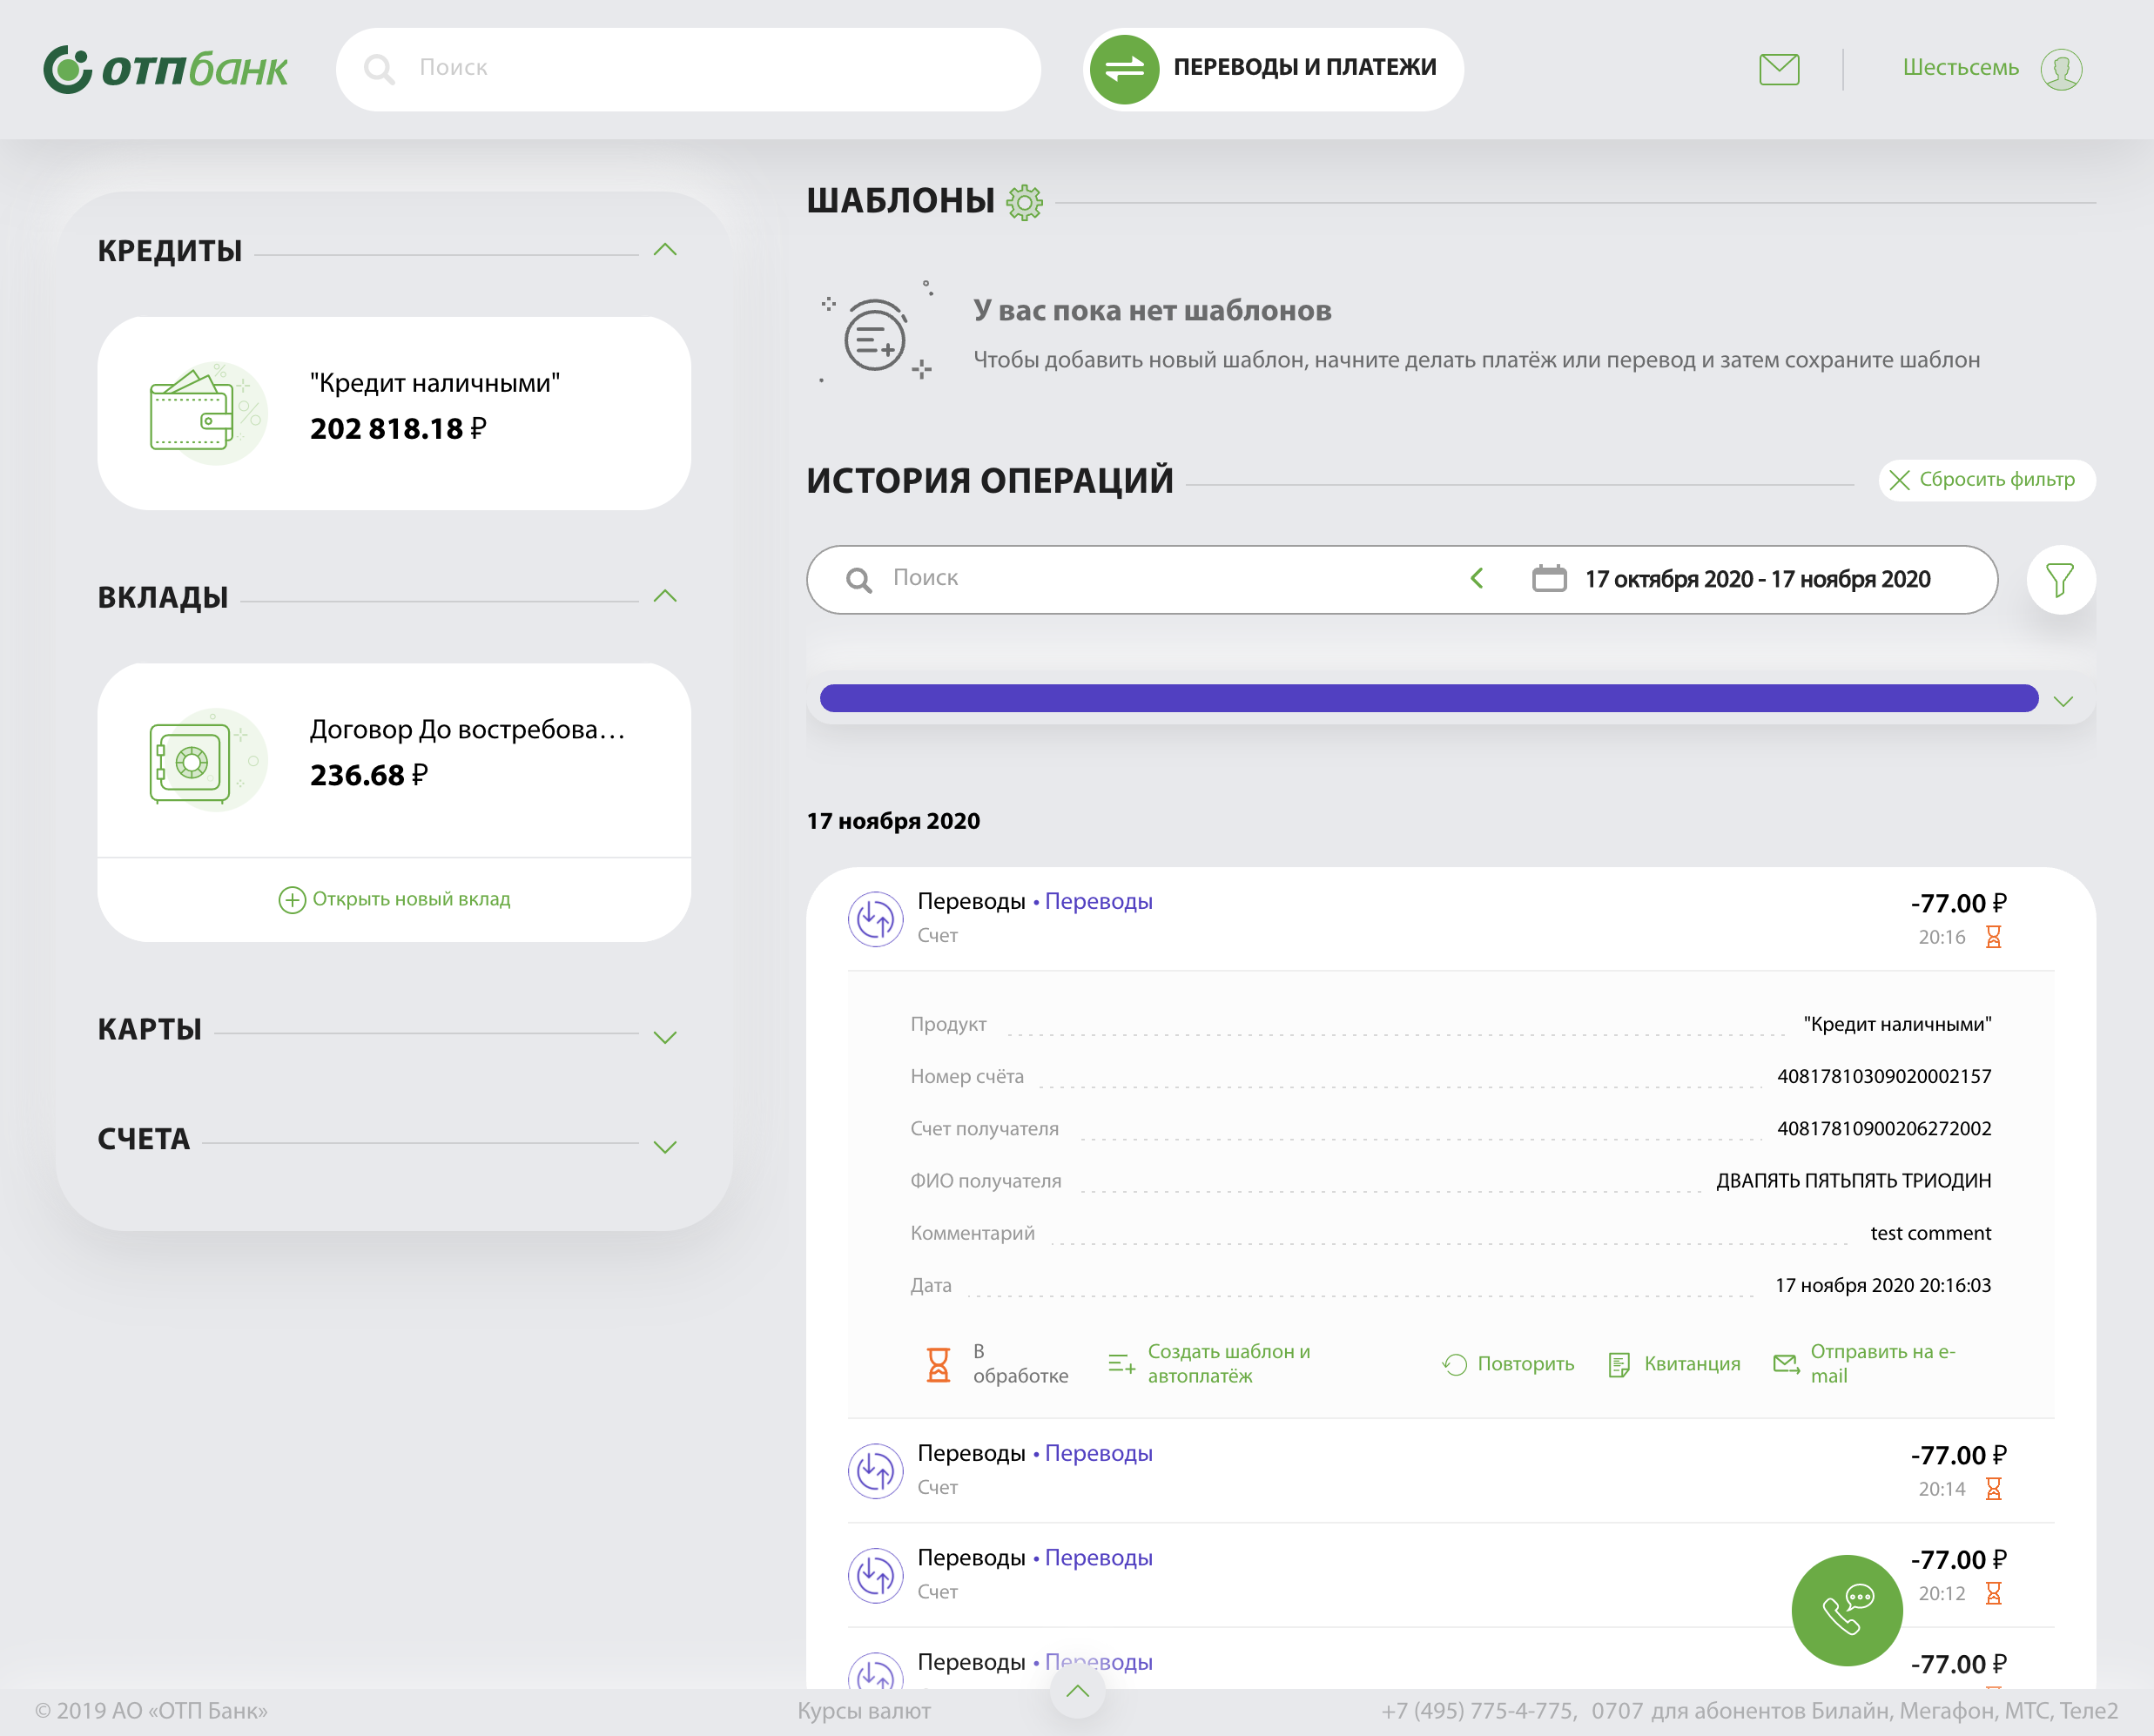 ОТПбанк
Поиск
ПЕРЕВОДЫ И ПЛАТЕЖИ
Шестьсемь
КРЕДИТЫ
"Кредит наличными"
202 818.18 ₽
ВКЛАДЫ
Договор До востребова...
236.68 ₽
Открыть новый вклад
КАРТЫ
СЧЕТА
ШАБЛОНЫ
У вас пока нет шаблонов
Чтобы добавить новый шаблон, начните делать платёж или перевод и затем сохраните шаблон
ИСТОРИЯ ОПЕРАЦИЙ
Сбросить фильтр
Поиск
17 октября 2020 - 17 ноября 2020
17 ноября 2020
Переводы • Переводы
-77.00 ₽
Счет
20:16
Продукт "Кредит наличными"
Номер счёта 40817810309020002157
Счет получателя 40817810900206272002
ФИО получателя ДВАПЯТЬ ПЯТЬПЯТЬ ТРИОДИН
Комментарий test comment
Дата 17 ноября 2020 20:16:03
В
обработке
Создать шаблон и
автоплатёж
Повторить
Квитанция
Отправить на e-
mail
Переводы • Переводы
-77.00 ₽
Счет
20:14
Переводы • Переводы
-77.00 ₽
Счет
20:12
Переводы • Переводы
-77.00 ₽
© 2019 АО «ОТП Банк»
Курсы валют
+7 (495) 775-4-775, 0707 для абонентов Билайн, Мегафон, МТС, Теле2